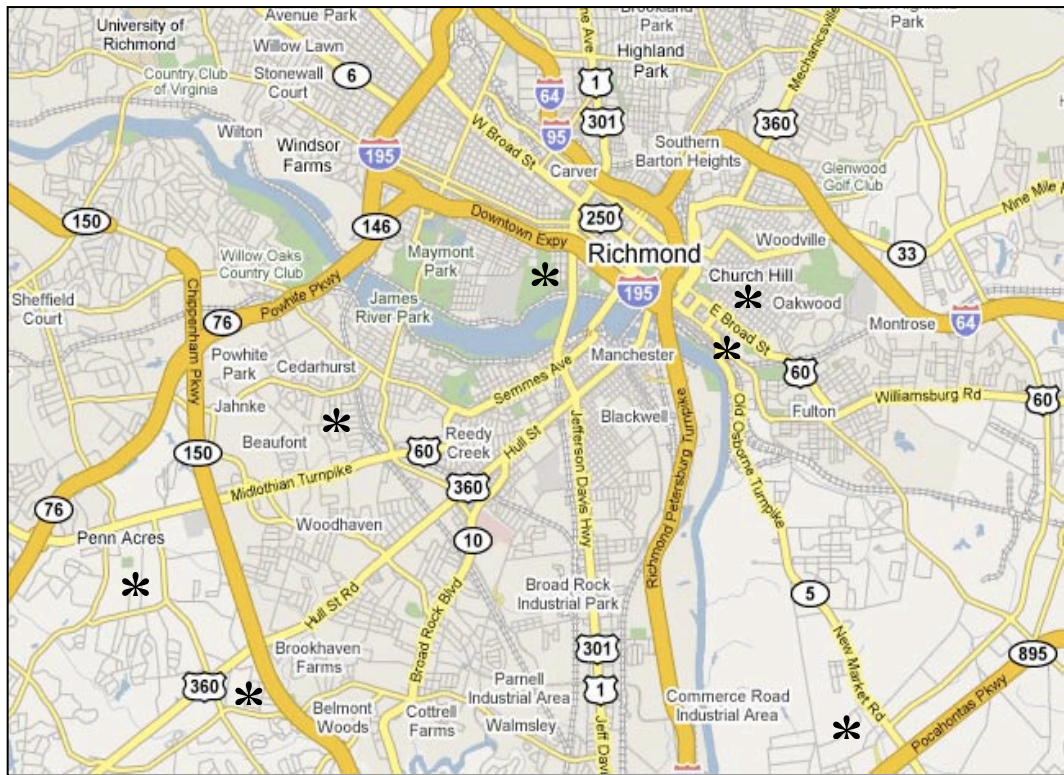 Avenue Park
ne Ave
Brookland
Park
Park
University of
Richmond
Willow Lawn
Stonewall
Court
6
Highland
Park
1
301
Mechanicsville
Country Club
of Virginia
64
95
360
Wilton
W Broad St
Southern
Barton Heights
Windsor
Farms
195
Carver
Glenwood
Golf Club
Nine Mile
150
146
Downtown Expy
250
Richmond
Woodville
33
Willow Oaks
Country Club
Maymont
Park
*
Church Hill
*
Oakwood
Sheffield
Court
Chippenham Pkwy
Powhite Pkwy
James
River Park
195
E Broad St
Montrose
64
76
Powhite
Park
Cedarhurst
Manchester
*
60
Semmes Ave
Jahnke
*
Blackwell
Old Osborne Turnpike
Fulton
Williamsburg Rd
60
Beaufont
150
60
Reedy
Creek
Hull St
Jefferson Davis Hwy
Richmond Petersburg Turnpike
Midlothian Turnpike
360
76
Woodhaven
Penn Acres
10
*
Broad Rock
Industrial Park
5
Hull St Rd
Broad Rock Blvd
301
1
New Market Rd
895
Brookhaven
Farms
360
*
Parnell
Industrial Area
Commerce Road
Industrial Area
Pocahontas Pkwy
Belmont
Woods
Cottrell
Farms
Walmsley
Jeff Davi
*